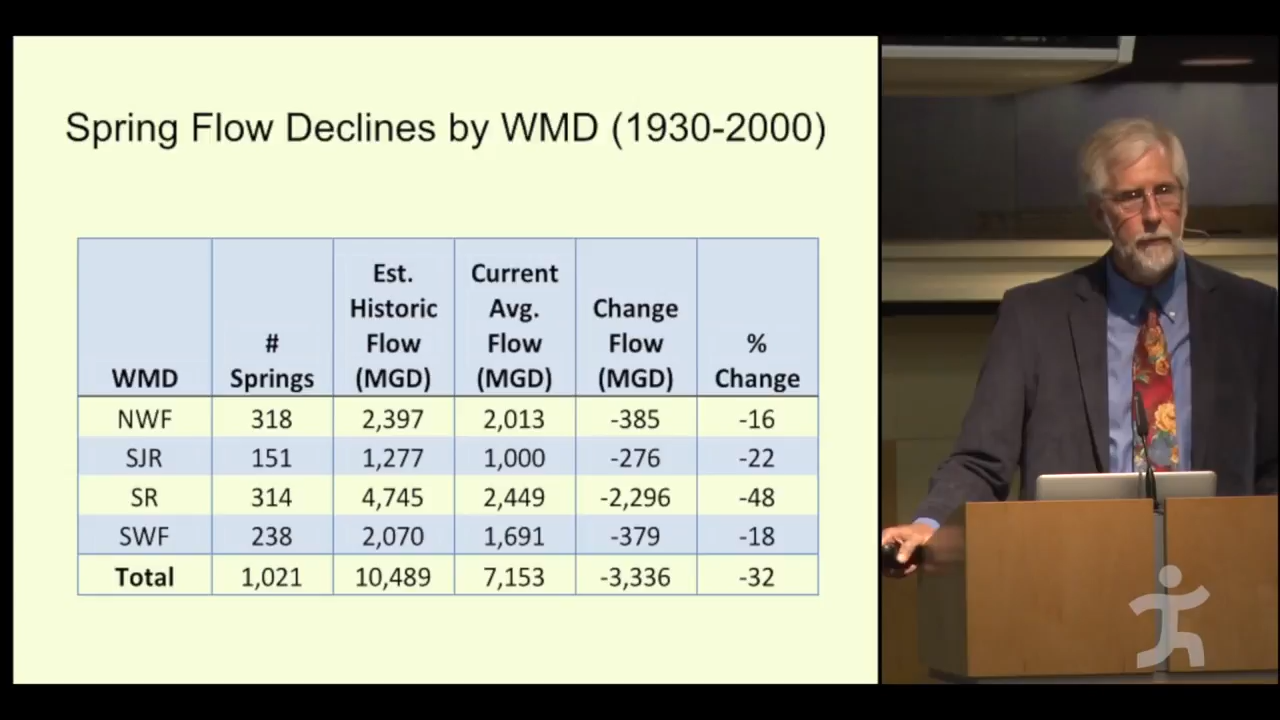 Spring Flow Declines by WMD (1930-2000)
WMD # Springs Est. Historic Flow (MGD) Current Avg. Flow (MGD) Change Flow (MGD) % Change
NWF 318 2,397 2,013 -385 -16
SJR 151 1,277 1,000 -276 -22
SR 314 4,745 2,449 -2,296 -48
SWF 238 2,070 1,691 -379 -18
Total 1,021 10,489 7,153 -3,336 -32